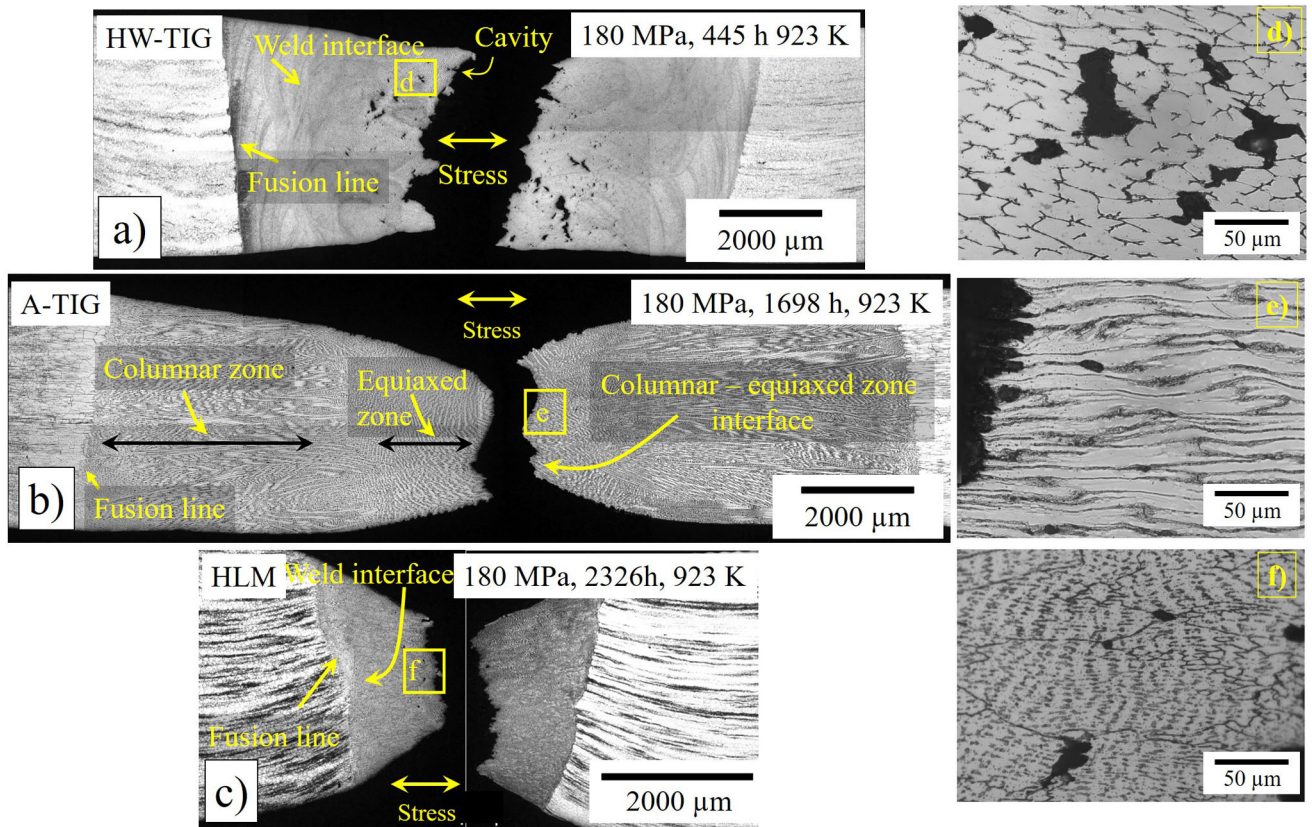 HW-TIG
Weld interface
Cavity
180 MPa, 445 h 923 K
d
Fusion line
Stress
a)
2000 µm
d)
50 µm
A-TIG
Stress
180 MPa, 1698 h, 923 K
Columnar zone
Equiaxed
zone
e
Columnar – equiaxed zone
interface
Fusion line
b)
2000 µm
e)
50 µm
HLM
Weld interface
180 MPa, 2326h, 923 K
f
Fusion line
c)
Stress
2000 µm
f)
50 µm